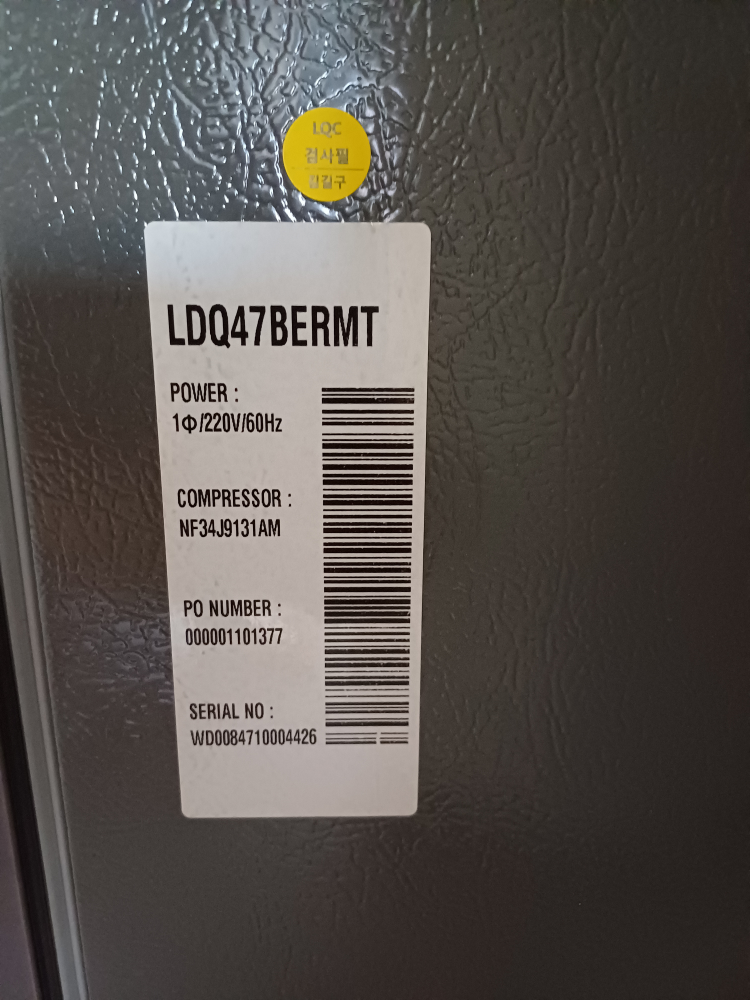 LQC
검사필
김길구
LDQ47BERMT
POWER :
1Φ/220V/60Hz
COMPRESSOR :
NF34J9131AM
PO NUMBER :
000001101377
SERIAL NO :
WD0084710004426